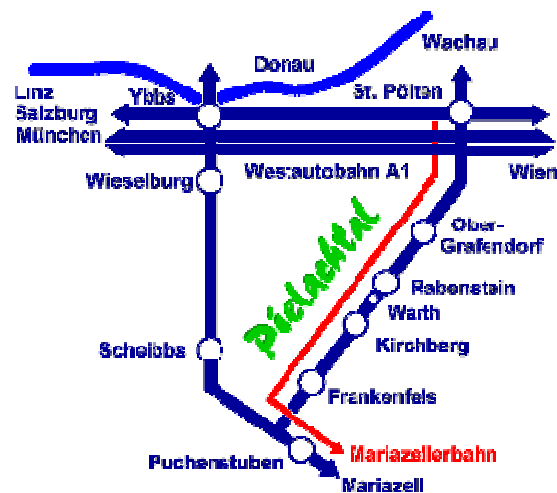 Wachau
Donau
Linz
Salzburg
München
Ybbs
St. Pölten
Wieselburg
Westautobahn A1
Wien
Pielachtal
Ober-
Grafendorf
Rabenstein
Warth
Kirchberg
Scheibbs
Frankenfels
Puchenstuben
Mariazellerbahn
Mariazell